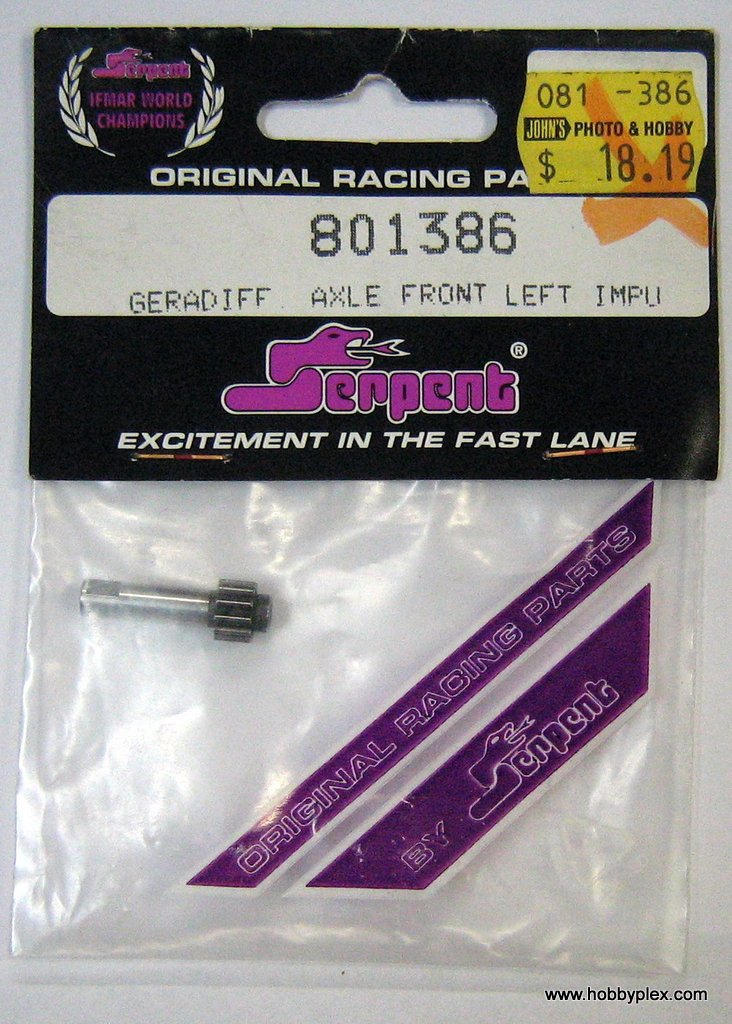 Serpent
IFMAR WORLD
CHAMPIONS
081 -386
JOHN'S PHOTO & HOBBY
$ 18.19
ORIGINAL RACING PA
801386
GERADIFF AXLE FRONT LEFT IMPU
Serpent®
EXCITEMENT IN THE FAST LANE
ORIGINAL RACING PARTS
BY Serpent
www.hobbyplex.com